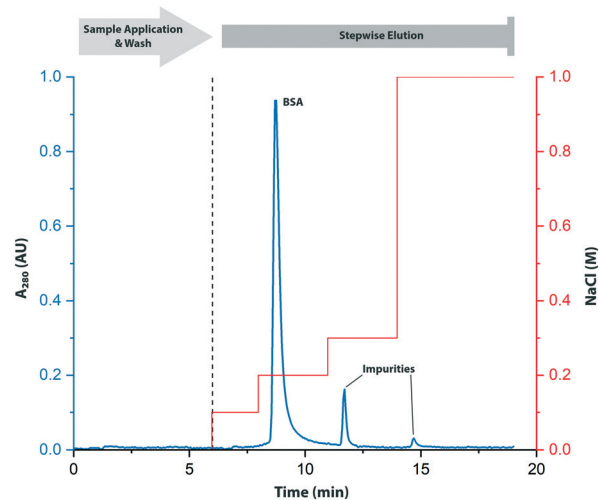 Sample Application
& Wash
Stepwise Elution
1.0
0.8
0.6
0.4
0.2
0.0
A280 (AU)
BSA
Impurities
1.0
0.8
0.6
0.4
0.2
0.0
NaCl (M)
0
5
10
15
20
Time (min)